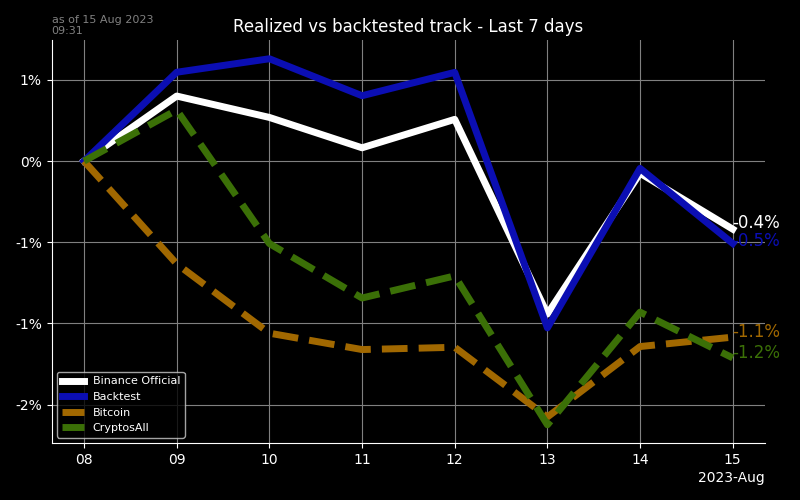 as of 15 Aug 2023
09:31
Realized vs backtested track - Last 7 days
1%
0%
-1%
-1%
-2%
-0.4%
-0.5%
-1.1%
-1.2%
Binance Official
Backtest
Bitcoin
CryptosAll
08 09 10 11 12 13 14 15
2023-Aug